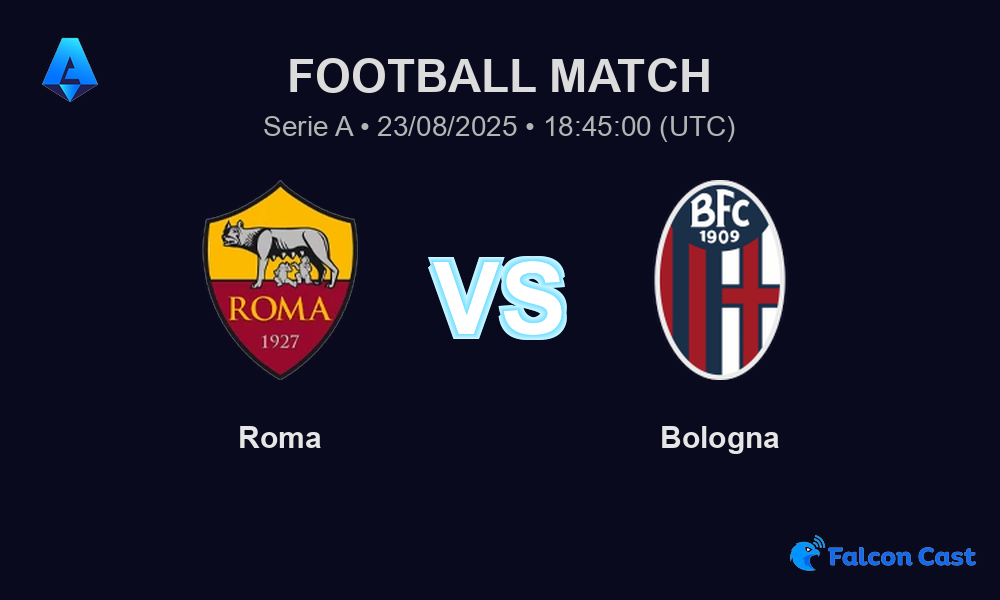 FOOTBALL MATCH
Serie A • 23/08/2025 • 18:45:00 (UTC)
ROMA
1927
VS
BFC
1909
Roma
Bologna
Falcon Cast